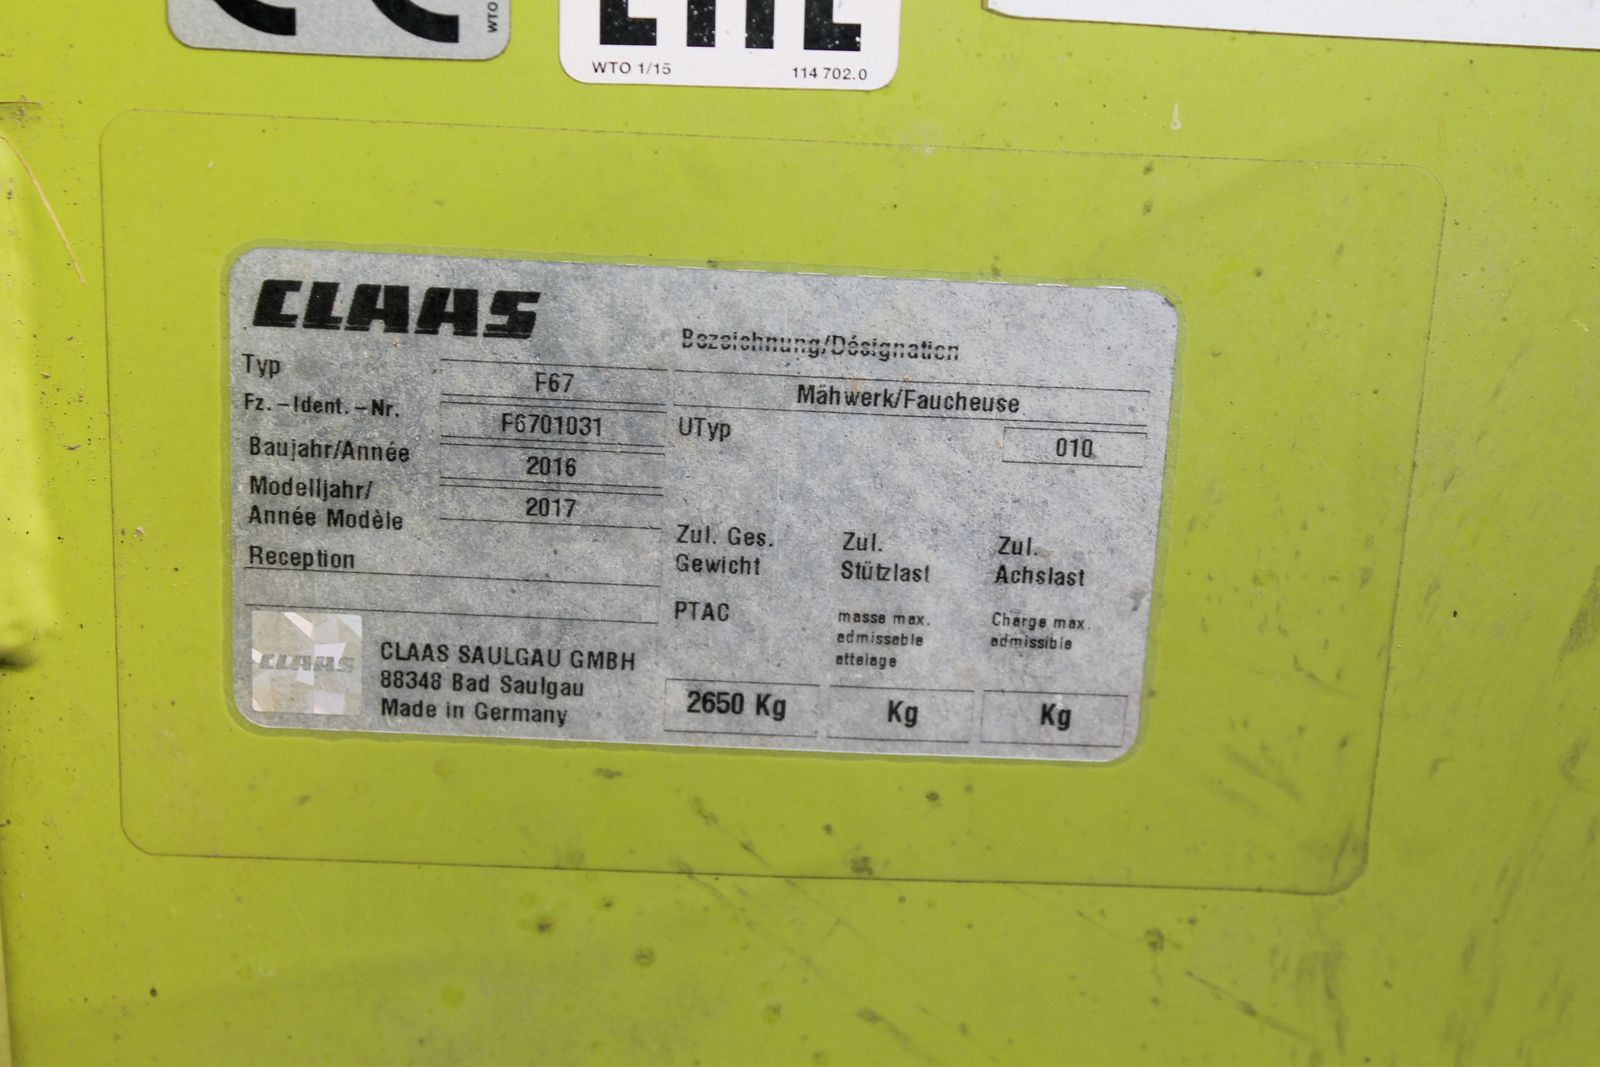 WTO
WTO 1/15
114 702.0
CLAAS
Bezeichnung/Désignation
Typ
F67
Mähwerk/Faucheuse
Fz.-Ident.-Nr.
F6701031
UTyp
010
Baujahr/Année
2016
Modelljahr/
Année Modèle
2017
Reception
Zul. Ges.
Gewicht
PTAC
2650 Kg
Zul.
Stützlast
masse max.
admissable
attelage
Kg
Zul.
Achslast
Charge max.
admissible
Kg
CLAAS
CLAAS SAULGAU GMBH
88348 Bad Saulgau
Made in Germany